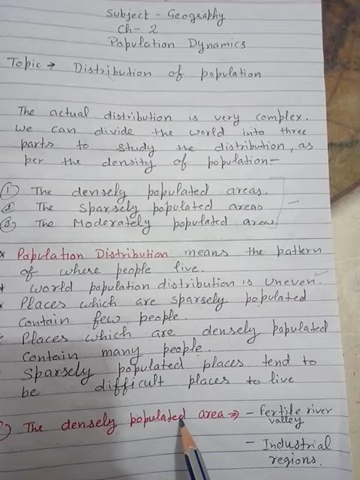 Subject - Geography
Ch - 2
Population Dynamics
Topic → Distribution of population
The actual distribution is very complex.
we can divide the world into three
parts to study the distribution, as
per the density of population-
① The densely populated areas.
② The Sparsely populated areas
③ The Moderately populated areas
* Population Distribution means the pattern
of where people live.
* World population distribution is uneven.
* Places which are sparsely populated
contain few people.
* Places which are densely populated
contain many people.
* Sparsely populated places tend to
be difficult places to live
The densely populated area → - Fertile river
valley
- Industrial
regions.